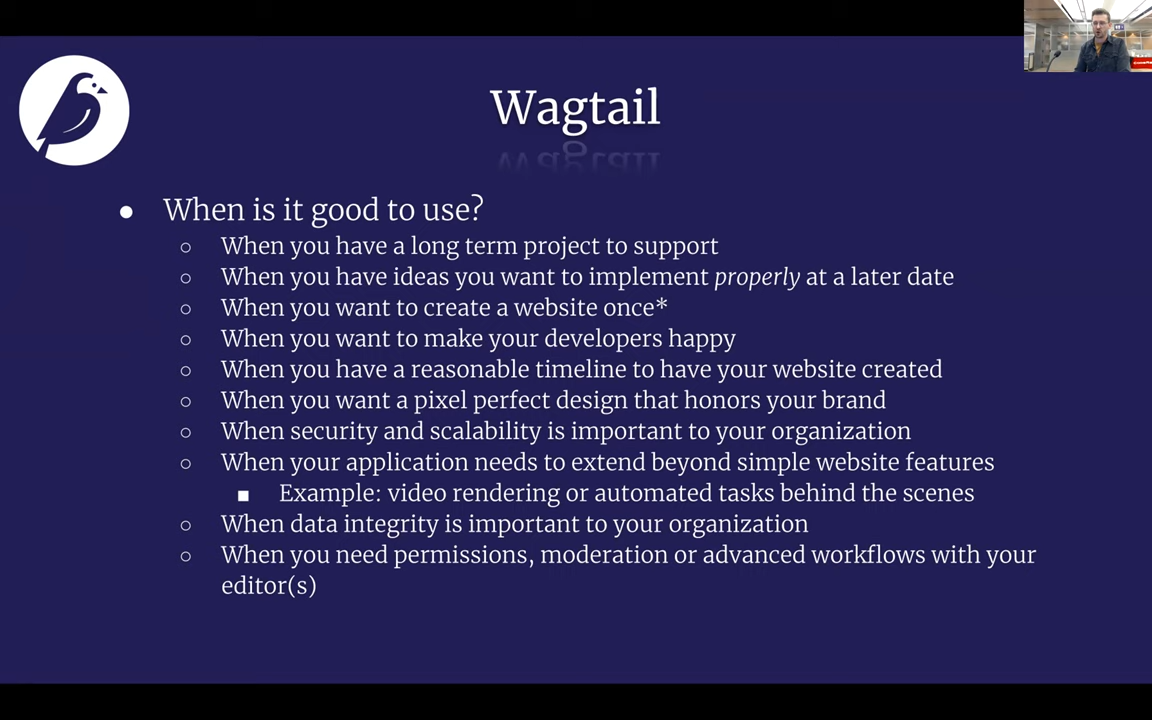 Wagtail
● When is it good to use?
○ When you have a long term project to support
○ When you have ideas you want to implement properly at a later date
○ When you want to create a website once*
○ When you want to make your developers happy
○ When you have a reasonable timeline to have your website created
○ When you want a pixel perfect design that honors your brand
○ When security and scalability is important to your organization
○ When your application needs to extend beyond simple website features
■ Example: video rendering or automated tasks behind the scenes
○ When data integrity is important to your organization
○ When you need permissions, moderation or advanced workflows with your
editor(s)